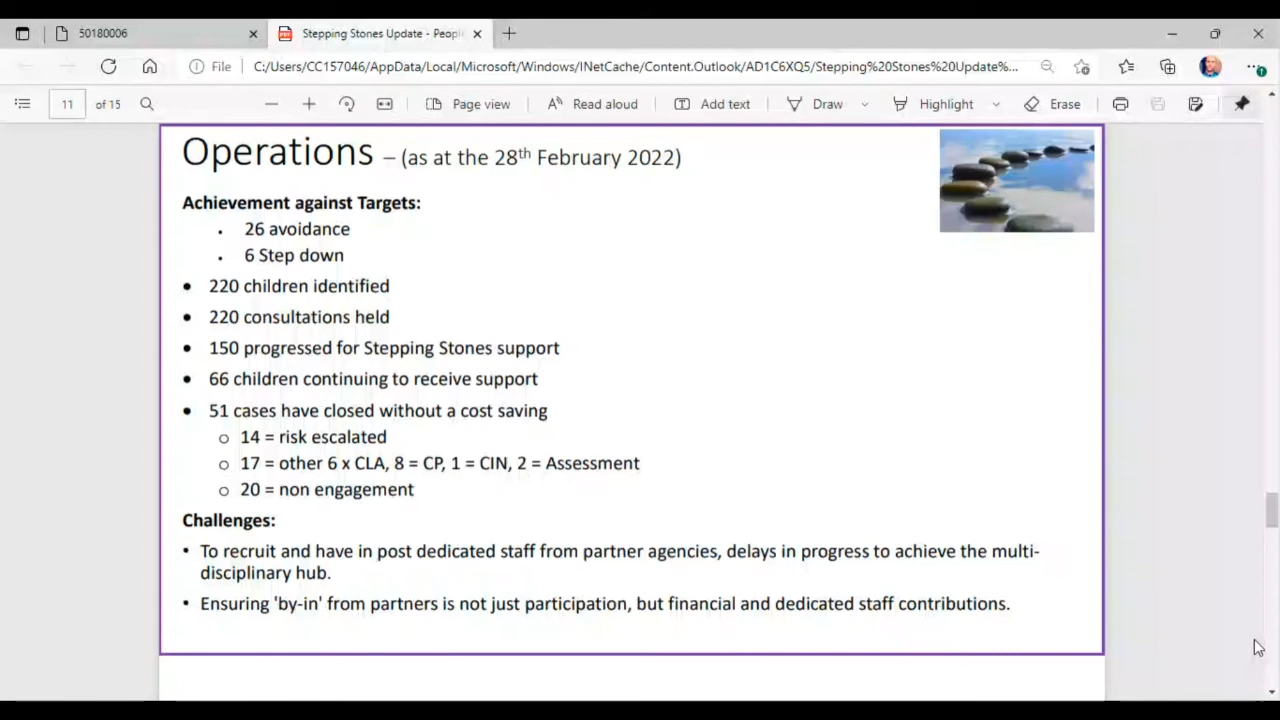 50180006
Stepping Stones Update - Peopl
File
C:/Users/CC157046/AppData/Local/Microsoft/Windows/INetCache/Content.Outlook/AD1C6XQ5/Stepping%20Stones%20Update%...
11 of 15
Page view
Read aloud
Add text
Draw
Highlight
Erase
Operations – (as at the 28th February 2022)
Achievement against Targets:
• 26 avoidance
• 6 Step down
• 220 children identified
• 220 consultations held
• 150 progressed for Stepping Stones support
• 66 children continuing to receive support
• 51 cases have closed without a cost saving
o 14 = risk escalated
o 17 = other 6 x CLA, 8 = CP, 1 = CIN, 2 = Assessment
o 20 = non engagement
Challenges:
• To recruit and have in post dedicated staff from partner agencies, delays in progress to achieve the multi-
disciplinary hub.
• Ensuring 'by-in' from partners is not just participation, but financial and dedicated staff contributions.